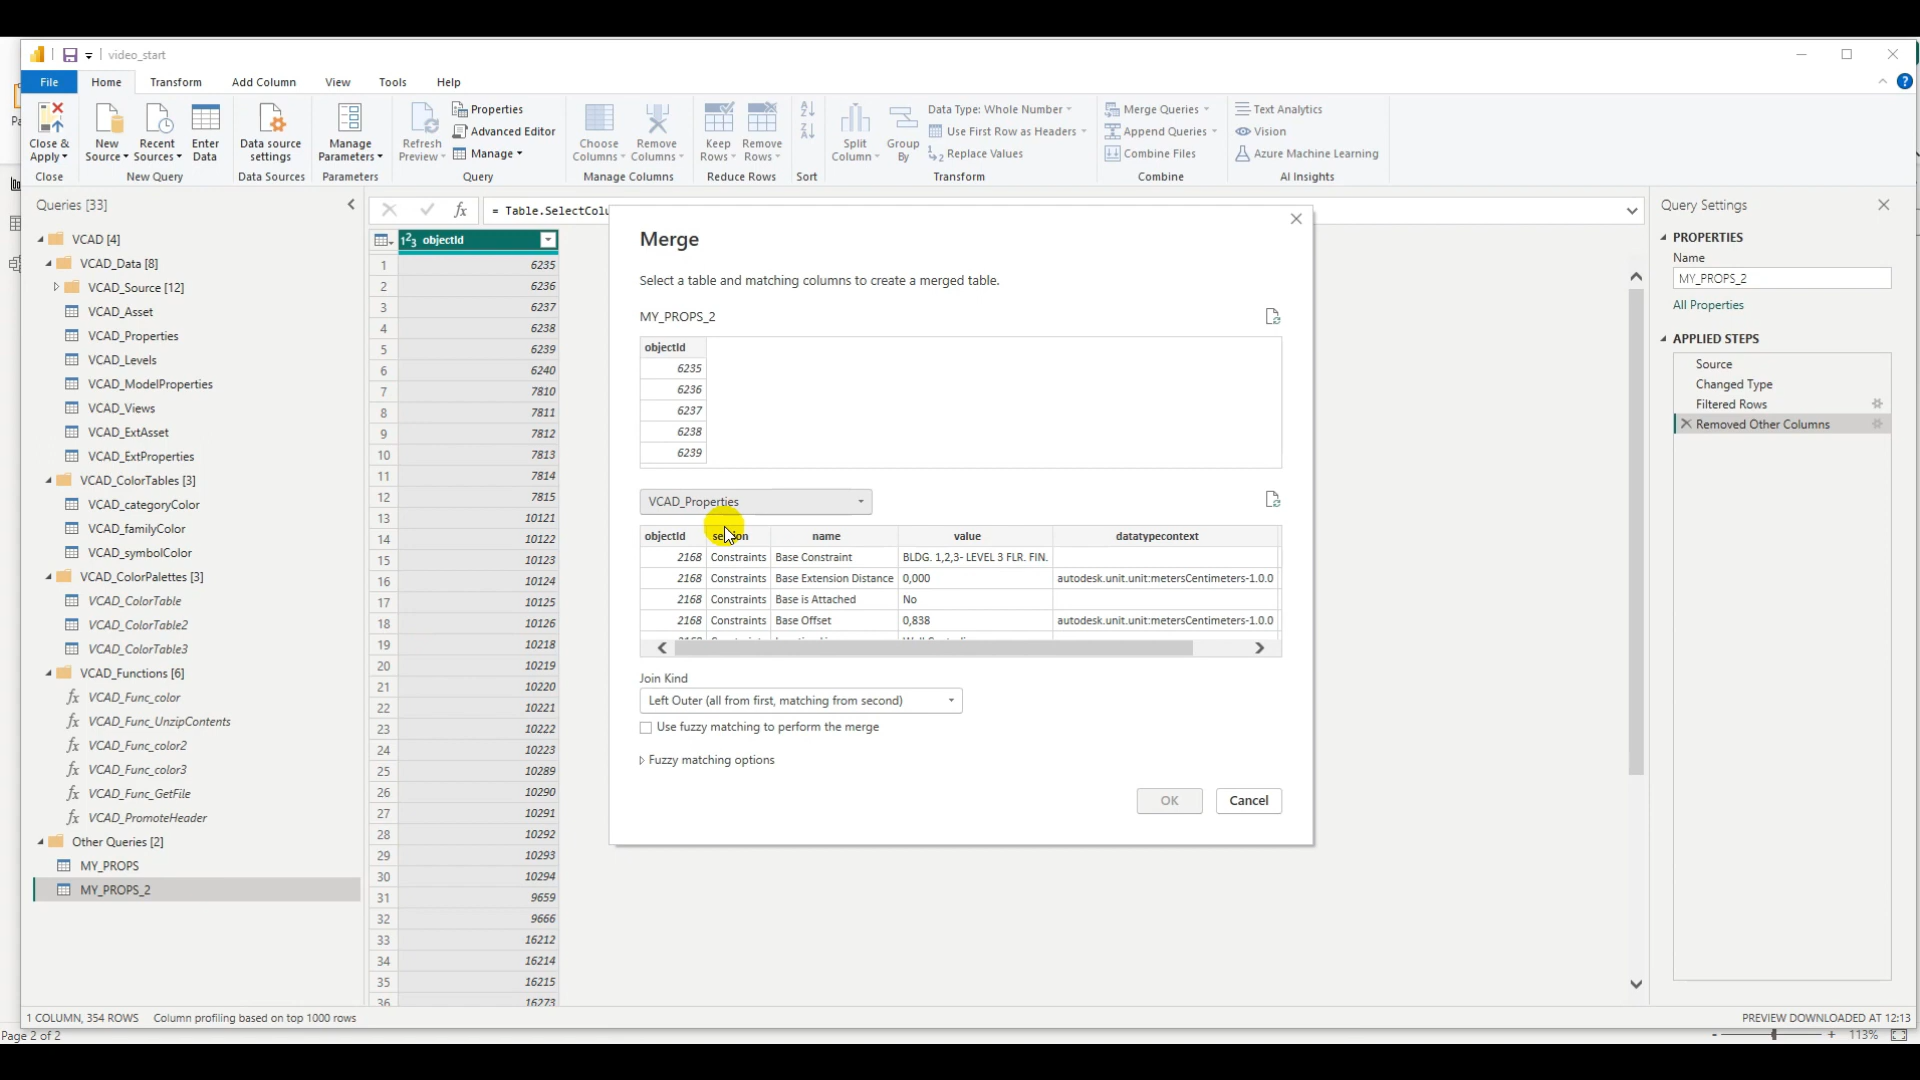 video_start
File Home Transform Add Column View Tools Help
Close & Apply
New Source
Recent Sources
Enter Data
Data source settings
Manage Parameters
Refresh Preview
Properties
Advanced Editor
Manage
Choose Columns
Remove Columns
Keep Rows
Remove Rows
Split Column
Group By
Data Type: Whole Number
Use First Row as Headers
Replace Values
Merge Queries
Append Queries
Combine Files
Text Analytics
Vision
Azure Machine Learning
Close New Query Data Sources Parameters Query Manage Columns Reduce Rows Sort Transform Combine AI Insights
Queries [33]
VCAD [4]
VCAD_Data [8]
VCAD_Source [12]
VCAD_Asset
VCAD_Properties
VCAD_Levels
VCAD_ModelProperties
VCAD_Views
VCAD_ExtAsset
VCAD_ExtProperties
VCAD_ColorTables [3]
VCAD_categoryColor
VCAD_familyColor
VCAD_symbolColor
VCAD_ColorPalettes [3]
VCAD_ColorTable
VCAD_ColorTable2
VCAD_ColorTable3
VCAD_Functions [6]
fx VCAD_Func_color
fx VCAD_Func_UnzipContents
fx VCAD_Func_color2
fx VCAD_Func_color3
fx VCAD_Func_GetFile
fx VCAD_Func_PromoteHeader
Other Queries [2]
MY_PROPS
MY_PROPS_2
fx = Table.SelectColu
123 objectId
1 6235
2 6236
3 6237
4 6238
5 6239
6 6240
7 7810
8 7811
9 7812
10 7813
11 7814
12 7815
13 10121
14 10122
15 10123
16 10124
17 10125
18 10126
19 10218
20 10219
21 10220
22 10221
23 10222
24 10223
25 10289
26 10290
27 10291
28 10292
29 10293
30 10294
31 9659
32 9666
33 16212
34 16214
35 16215
36 16273
Merge
Select a table and matching columns to create a merged table.
MY_PROPS_2
objectId
6235
6236
6237
6238
6239
VCAD_Properties
objectId name value datatypecontext
2168 Constraints Base Constraint BLDG. 1,2,3- LEVEL 3 FLR. FIN.
2168 Constraints Base Extension Distance 0,000 autodesk.unit.unit:metersCentimeters-1.0.0
2168 Constraints Base is Attached No
2168 Constraints Base Offset 0,838 autodesk.unit.unit:metersCentimeters-1.0.0
Join Kind
Left Outer (all from first, matching from second)
Use fuzzy matching to perform the merge
Fuzzy matching options
OK Cancel
Query Settings
PROPERTIES
Name
MY_PROPS_2
All Properties
APPLIED STEPS
Source
Changed Type
Filtered Rows
Removed Other Columns
1 COLUMN, 354 ROWS Column profiling based on top 1000 rows
PREVIEW DOWNLOADED AT 12:13
Page 2 of 2
- + 113%